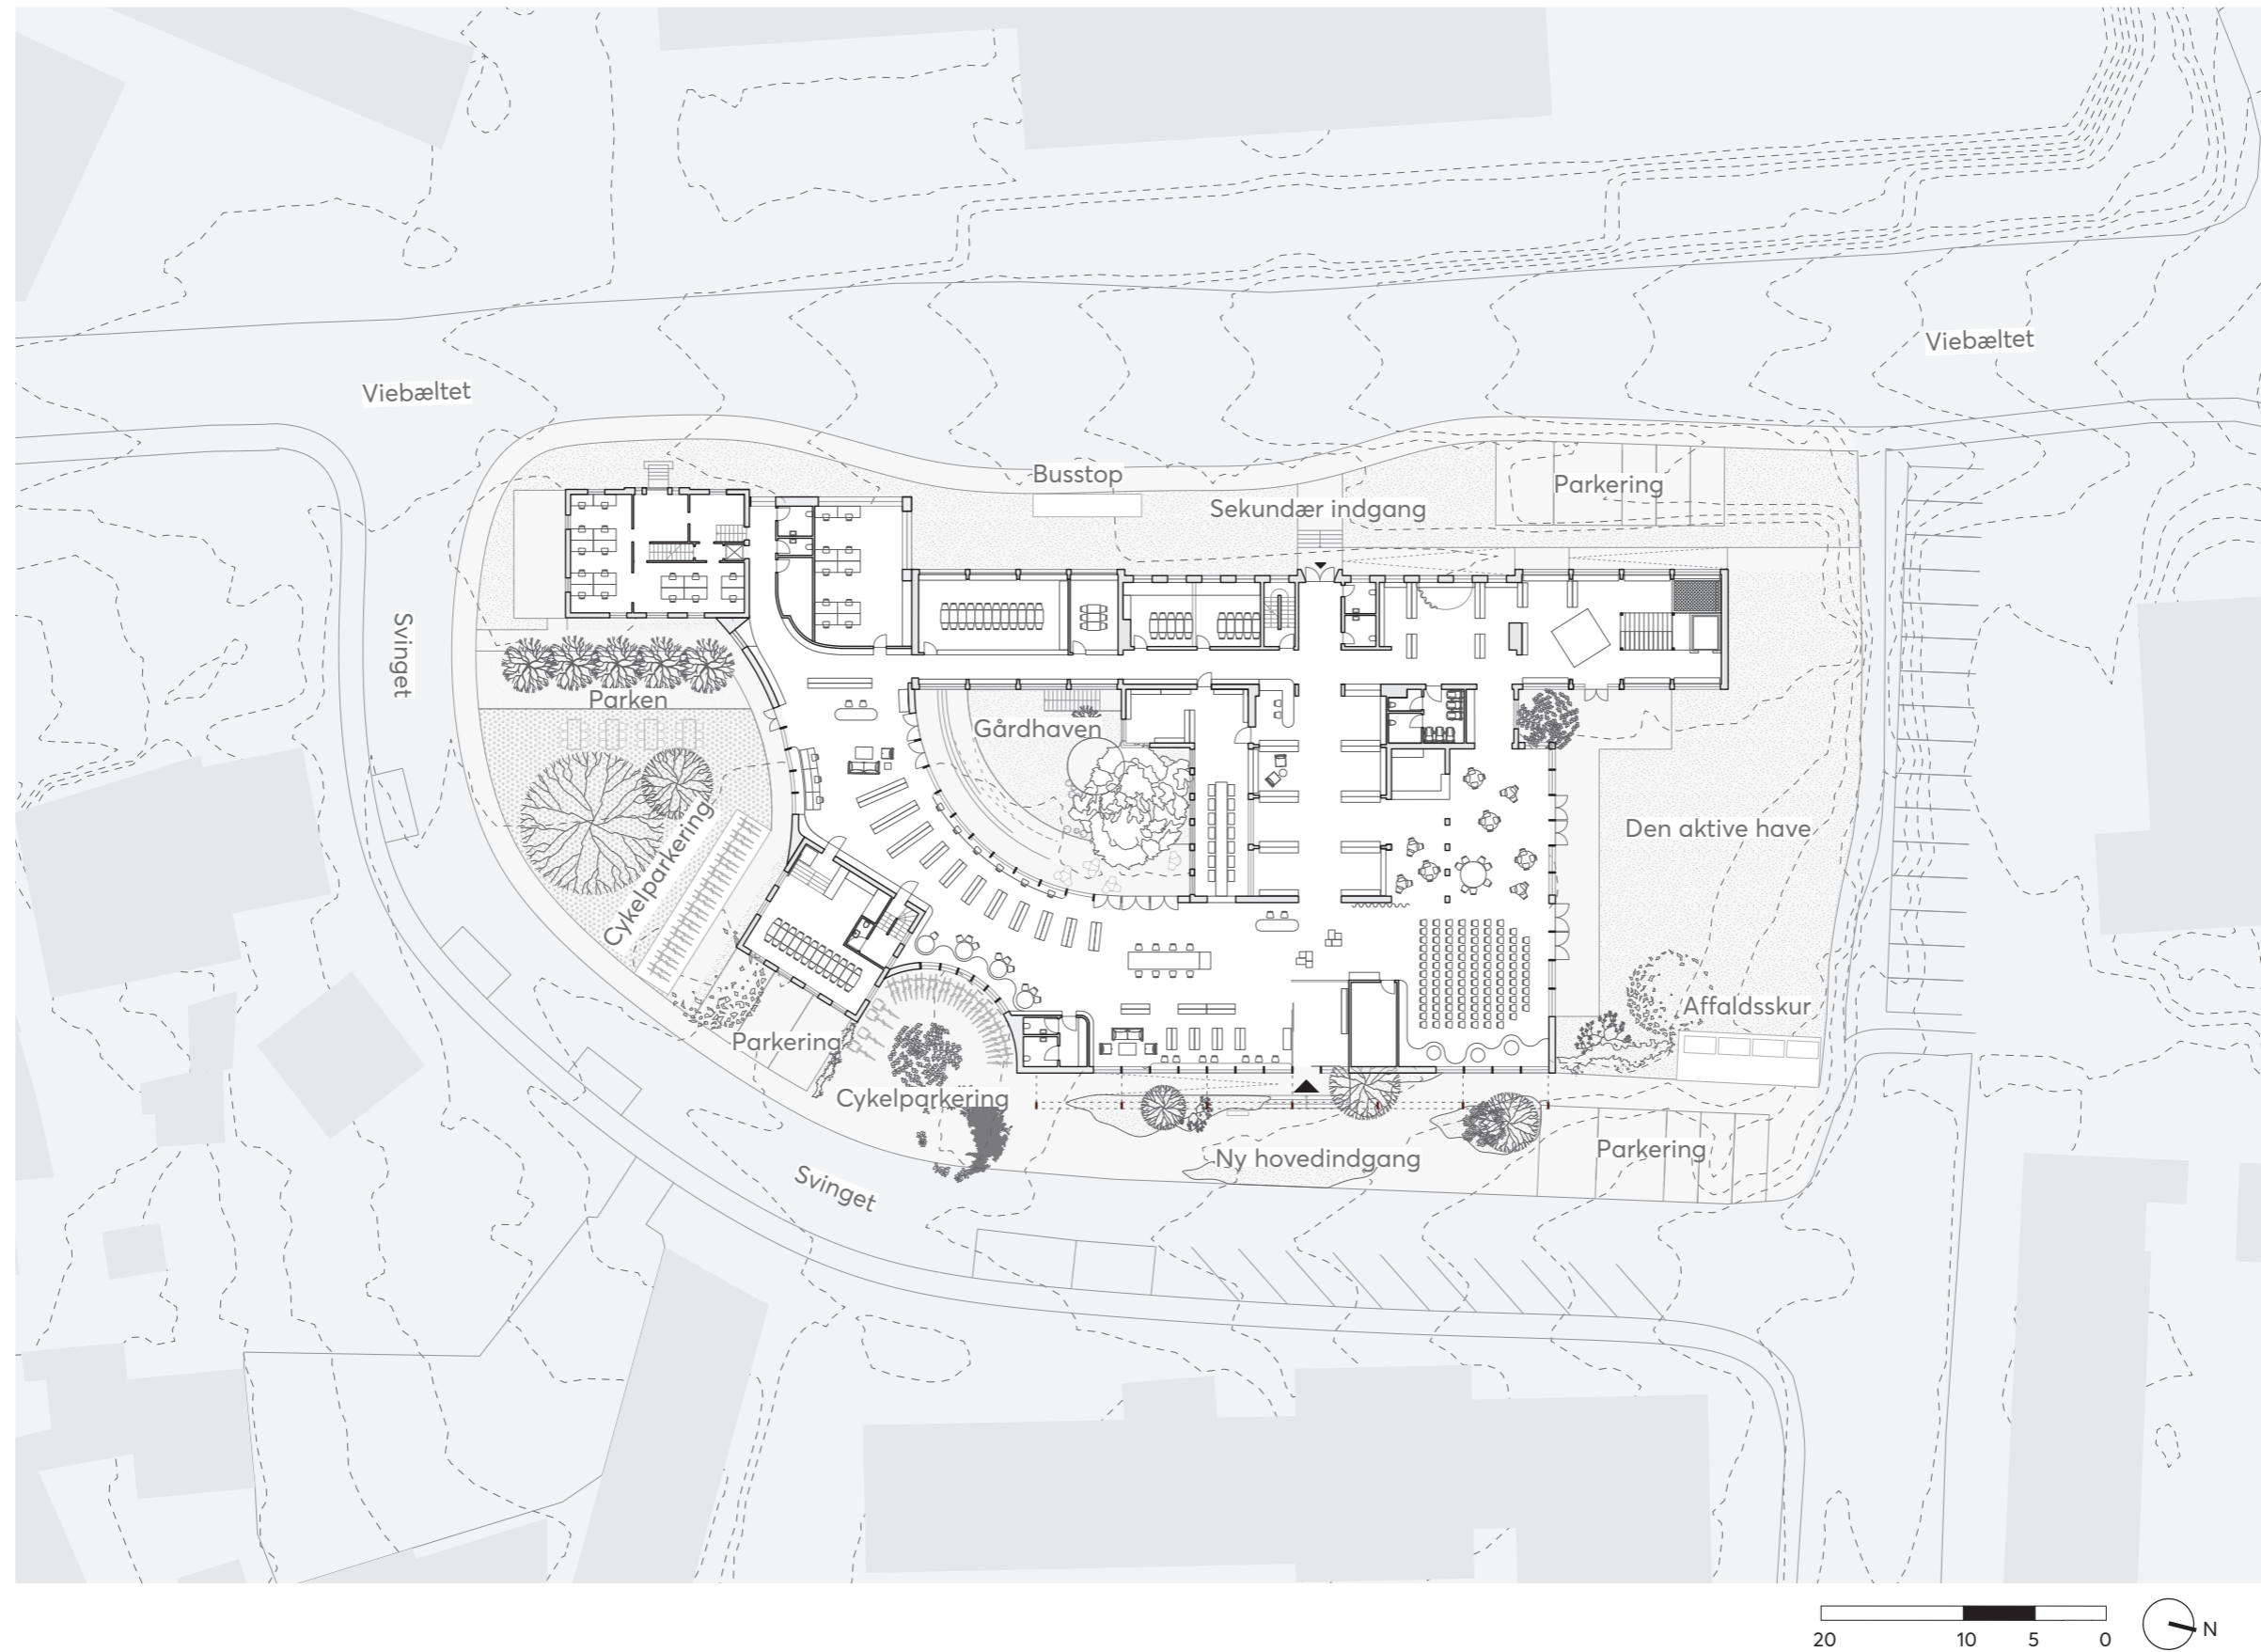 Viebæltet
Viebæltet
Busstop
Parkering
Sekundær indgang
Svinget
Parken
Gårdhaven
Den aktive have
Cykelparkering
Affaldsskur
Parkering
Cykelparkering
Parkering
Ny hovedindgang
Svinget
20
10
5
0
N